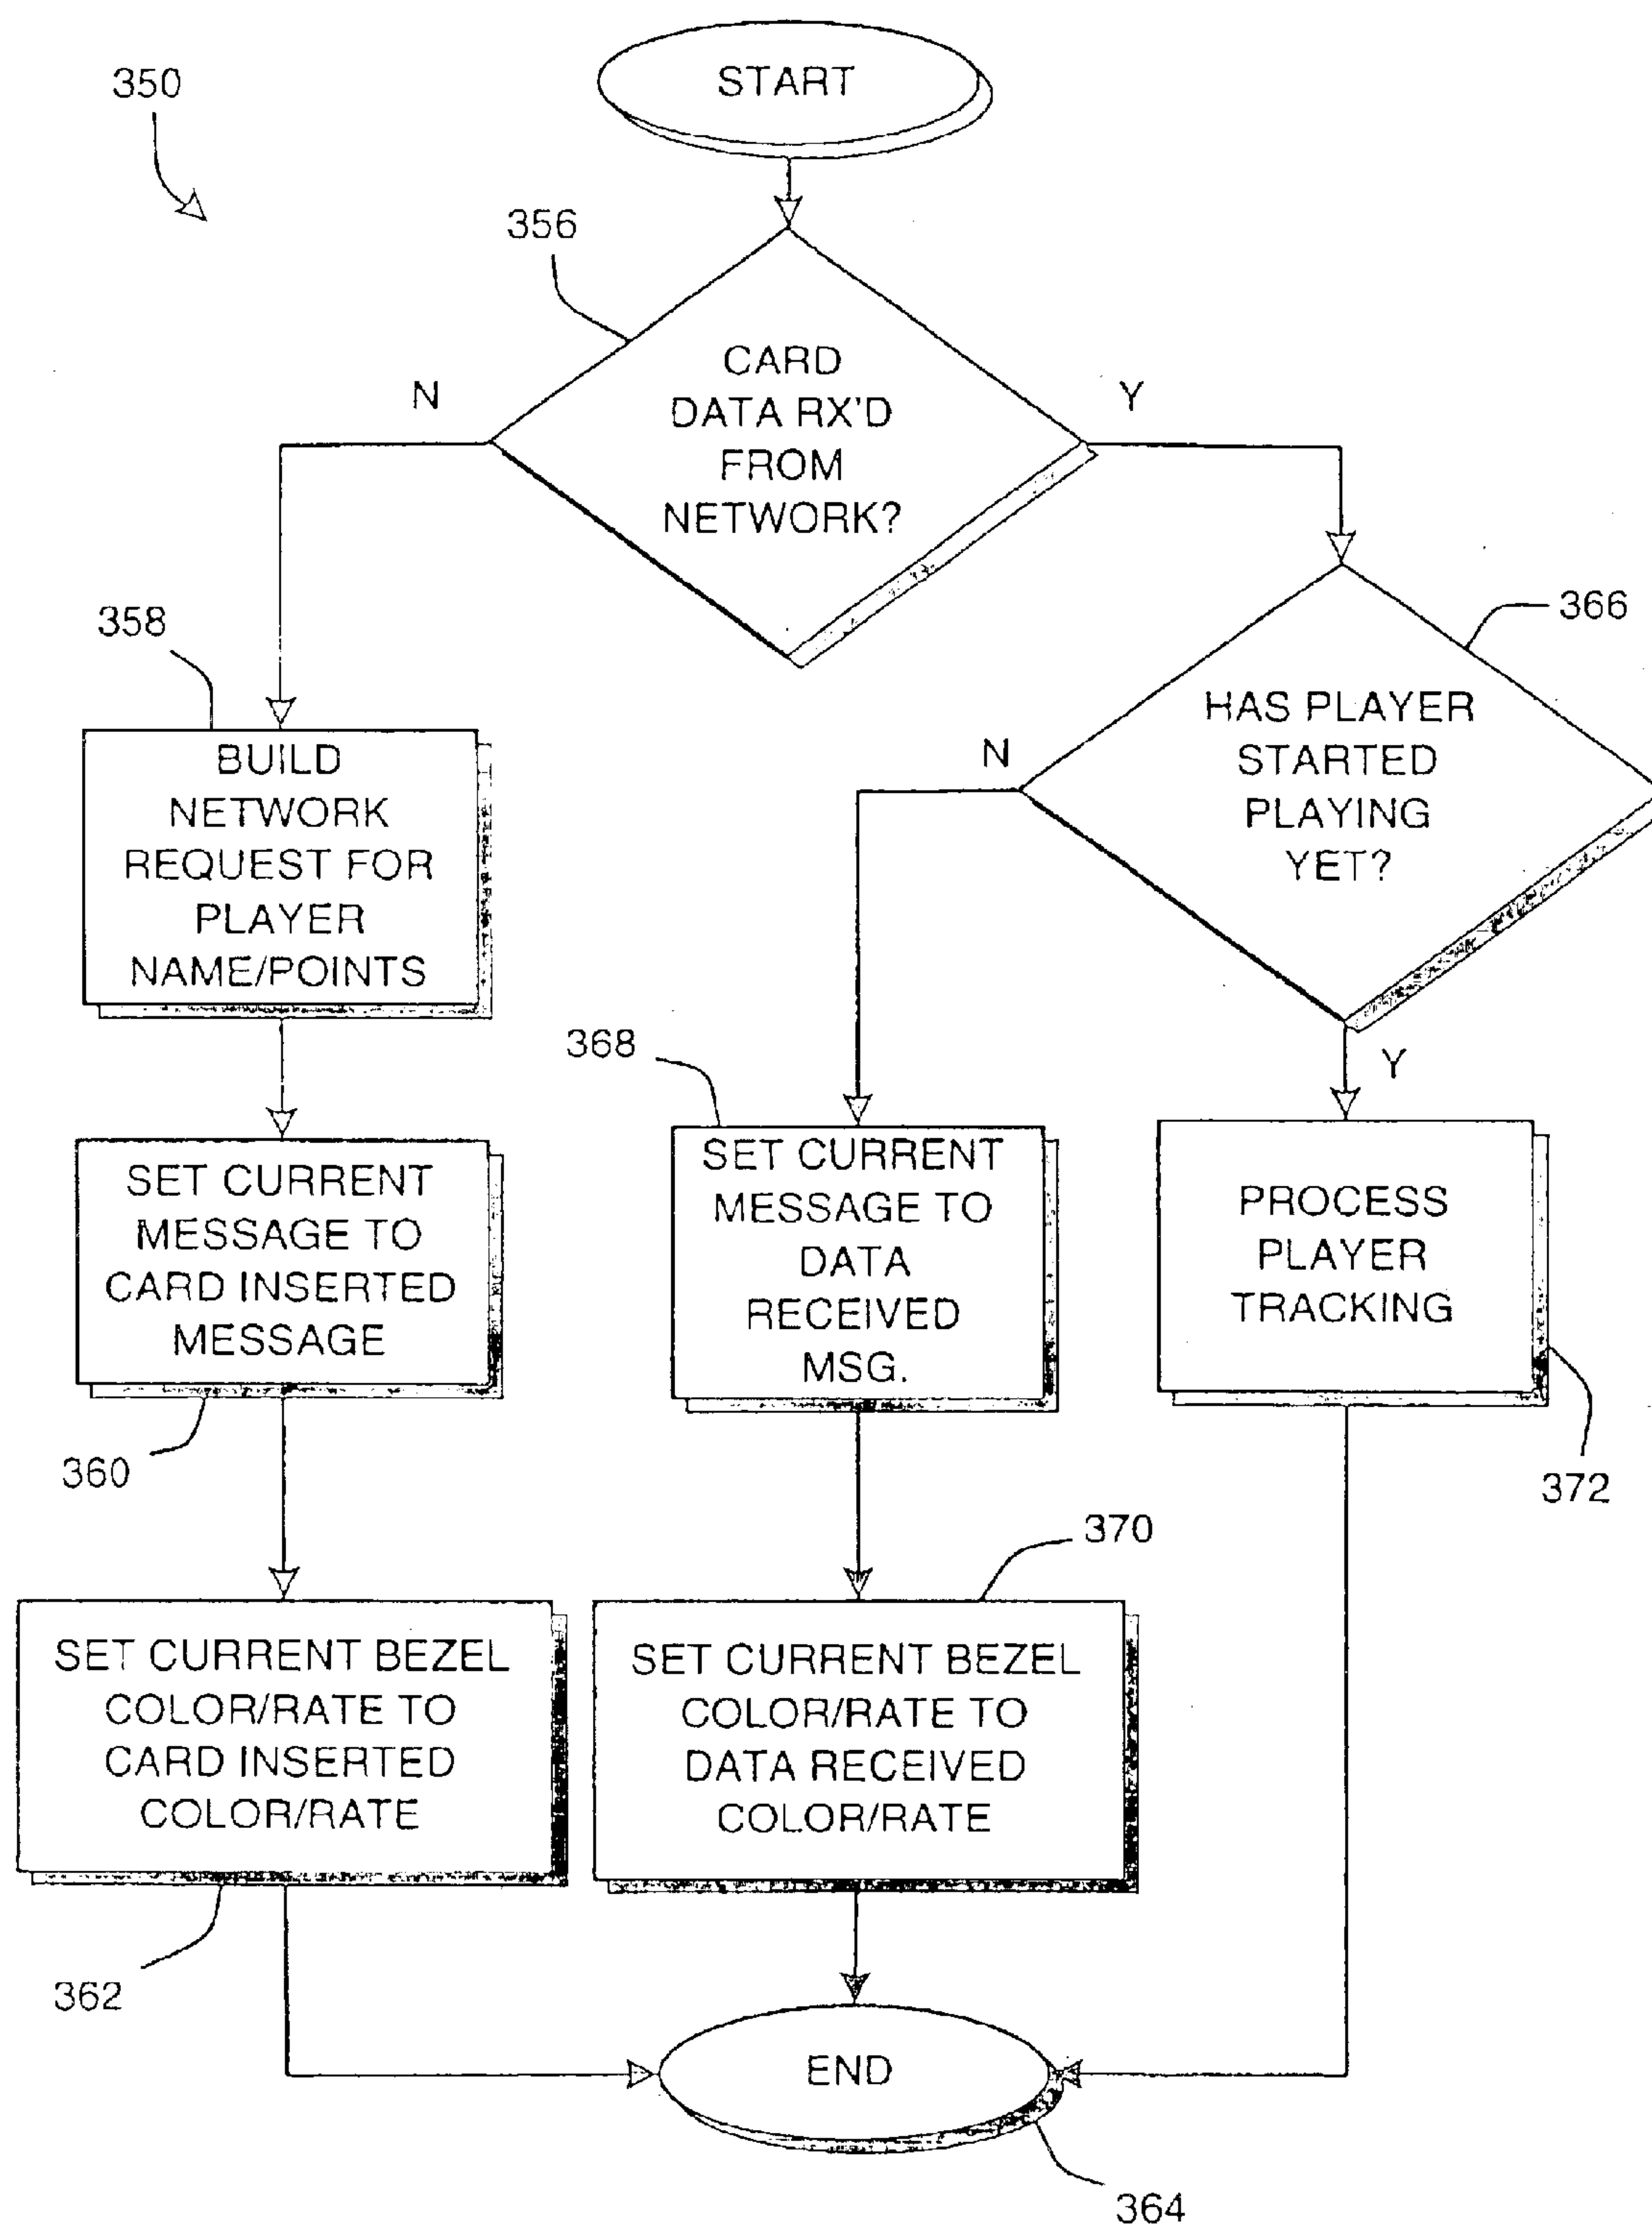 START
350
356
CARD
DATA RX'D
FROM
NETWORK?
N
Y
358
BUILD
NETWORK
REQUEST FOR
PLAYER
NAME/POINTS
366
HAS PLAYER
STARTED
PLAYING
YET?
N
Y
360
SET CURRENT
MESSAGE TO
CARD INSERTED
MESSAGE
368
SET CURRENT
MESSAGE TO
DATA
RECEIVED
MSG.
PROCESS
PLAYER
TRACKING
372
362
SET CURRENT BEZEL
COLOR/RATE TO
CARD INSERTED
COLOR/RATE
370
SET CURRENT BEZEL
COLOR/RATE TO
DATA RECEIVED
COLOR/RATE
END
364